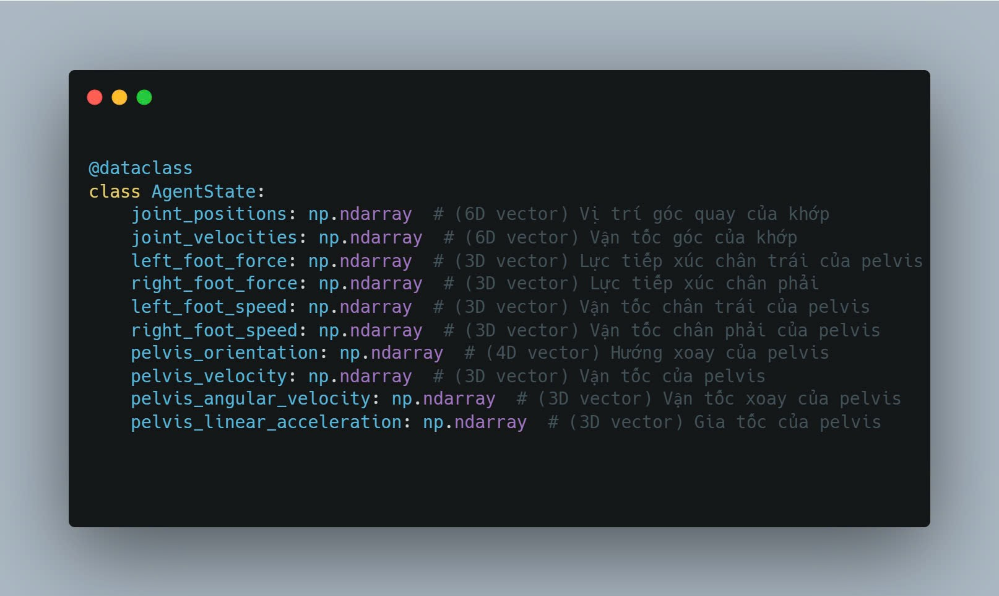 @dataclass
class AgentState:
    joint_positions: np.ndarray  # (6D vector) Vị trí góc quay của khớp
    joint_velocities: np.ndarray  # (6D vector) Vận tốc góc của khớp
    left_foot_force: np.ndarray  # (3D vector) Lực tiếp xúc chân trái của pelvis
    right_foot_force: np.ndarray  # (3D vector) Lực tiếp xúc chân phải
    left_foot_speed: np.ndarray  # (3D vector) Vận tốc chân trái của pelvis
    right_foot_speed: np.ndarray  # (3D vector) Vận tốc chân phải của pelvis
    pelvis_orientation: np.ndarray  # (4D vector) Hướng xoay của pelvis
    pelvis_velocity: np.ndarray  # (3D vector) Vận tốc của pelvis
    pelvis_angular_velocity: np.ndarray  # (3D vector) Vận tốc xoay của pelvis
    pelvis_linear_acceleration: np.ndarray  # (3D vector) Gia tốc của pelvis